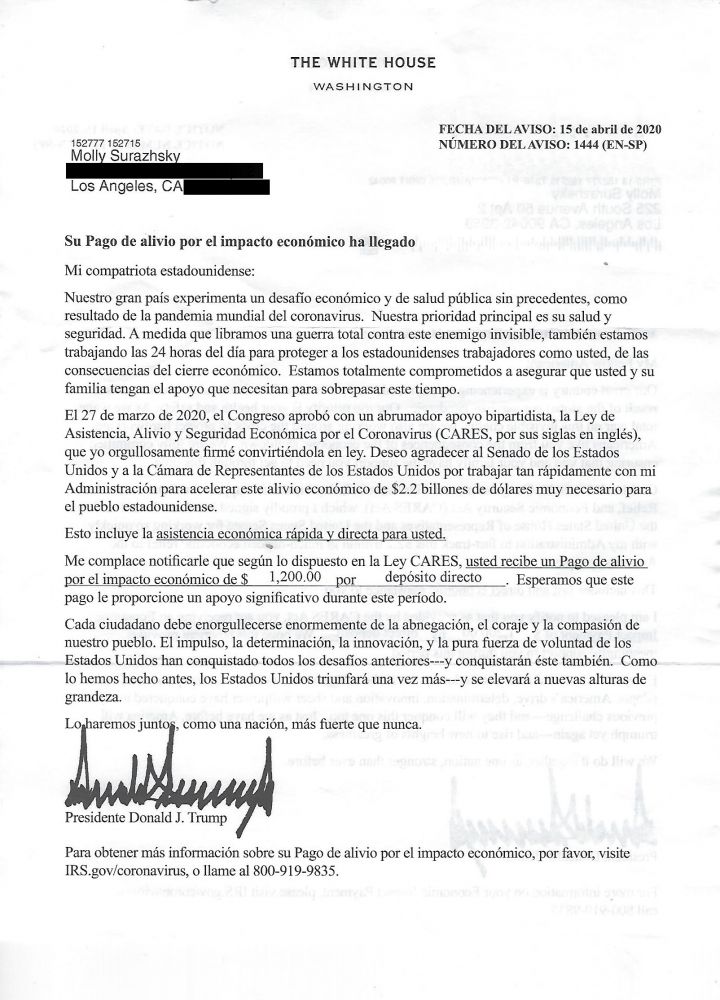 THE WHITE HOUSE
WASHINGTON
FECHA DEL AVISO: 15 de abril de 2020
NÚMERO DEL AVISO: 1444 (EN-SP)
152777 152715
Molly Surazhsky
Los Angeles, CA
Su Pago de alivio por el impacto económico ha llegado
Mi compatriota estadounidense:
Nuestro gran país experimenta un desafío económico y de salud pública sin precedentes, como
resultado de la pandemia mundial del coronavirus. Nuestra prioridad principal es su salud y
seguridad. A medida que libramos una guerra total contra este enemigo invisible, también estamos
trabajando las 24 horas del día para proteger a los estadounidenses trabajadores como usted, de las
consecuencias del cierre económico. Estamos totalmente comprometidos a asegurar que usted y su
familia tengan el apoyo que necesitan para sobrepasar este tiempo.
El 27 de marzo de 2020, el Congreso aprobó con un abrumador apoyo bipartidista, la Ley de
Asistencia, Alivio y Seguridad Económica por el Coronavirus (CARES, por sus siglas en inglés),
que yo orgullosamente firmé convirtiéndola en ley. Deseo agradecer al Senado de los Estados
Unidos y a la Cámara de Representantes de los Estados Unidos por trabajar tan rápidamente con mi
Administración para acelerar este alivio económico de $2.2 billones de dólares muy necesario para
el pueblo estadounidense.
Esto incluye la asistencia económica rápida y directa para usted.
Me complace notificarle que según lo dispuesto en la Ley CARES, usted recibe un Pago de alivio
por el impacto económico de $ 1,200.00 por depósito directo. Esperamos que este
pago le proporcione un apoyo significativo durante este período.
Cada ciudadano debe enorgullecerse enormemente de la abnegación, el coraje y la compasión de
nuestro pueblo. El impulso, la determinación, la innovación, y la pura fuerza de voluntad de los
Estados Unidos han conquistado todos los desafíos anteriores---y conquistarán éste también. Como
lo hemos hecho antes, los Estados Unidos triunfará una vez más---y se elevará a nuevas alturas de
grandeza.
Lo haremos juntos, como una nación, más fuerte que nunca.
Presidente Donald J. Trump
Para obtener más información sobre su Pago de alivio por el impacto económico, por favor, visite
IRS.gov/coronavirus, o llame al 800-919-9835.